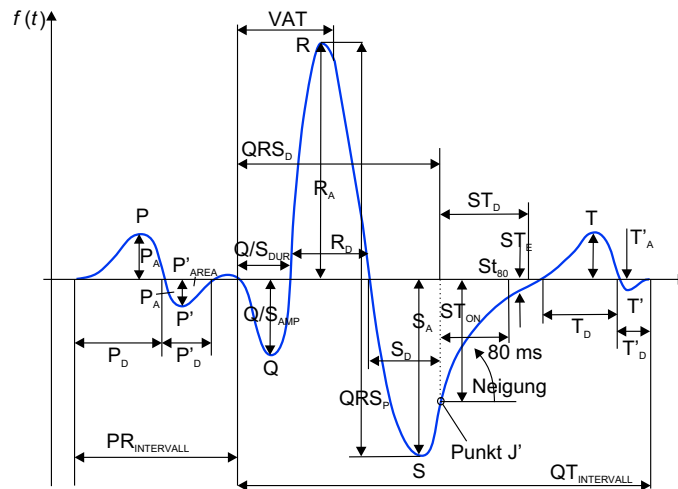 f(t)
VAT
R
QRS_D
R_A
ST_D
P
T
Q/S_DUR
R_D
ST_E
T'_A
P_A
P'_AREA
St_80
P_A
P'
Q/S_AMP
S_A
ST_ON
T'
P_D
P'_D
Q
S_D
80 ms
T_D
T'_D
QRS_P
Neigung
PR_INTERVALL
Punkt J'
S
QT_INTERVALL
t